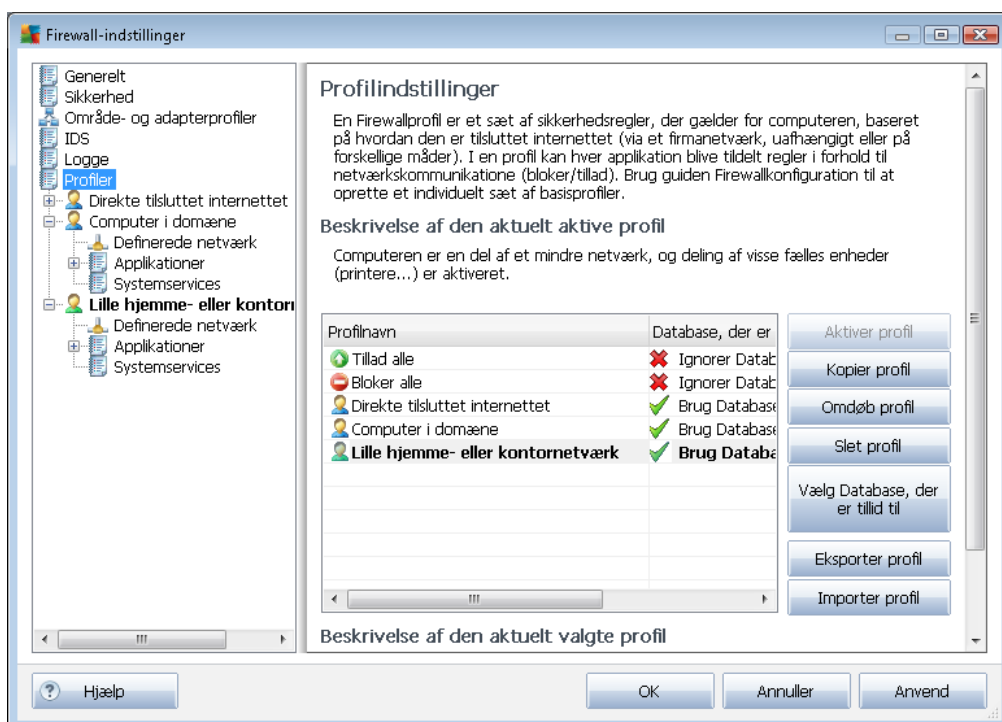 Firewall-indstillinger
Generelt
Sikkerhed
Område- og adapterprofiler
IDS
Logge
Profiler
Direkte tilsluttet internettet
Computer i domæne
Definerede netværk
Applikationer
Systemservices
Lille hjemme- eller kontorn
Definerede netværk
Applikationer
Systemservices
Profilindstillinger
En Firewallprofil er et sæt af sikkerhedsregler, der gælder for computeren, baseret
på hvordan den er tilsluttet internettet (via et firmanetværk, uafhængigt eller på
forskellige måder). I en profil kan hver applikation blive tildelt regler i forhold til
netværkskommunikatione (bloker/tillad). Brug guiden Firewallkonfiguration til at
oprette et individuelt sæt af basisprofiler.
Beskrivelse af den aktuelt aktive profil
Computeren er en del af et mindre netværk, og deling af visse fælles enheder
(printere...) er aktiveret.
Profilnavn Database, der er
Tillad alle Ignorer Datab
Bloker alle Ignorer Datab
Direkte tilsluttet internettet Brug Database
Computer i domæne Brug Database
Lille hjemme- eller kontornetværk Brug Databa
Aktiver profil
Kopier profil
Omdøb profil
Slet profil
Vælg Database, der
er tillid til
Eksporter profil
Importer profil
Beskrivelse af den aktuelt valgte profil
? Hjælp
OK
Annuller
Anvend